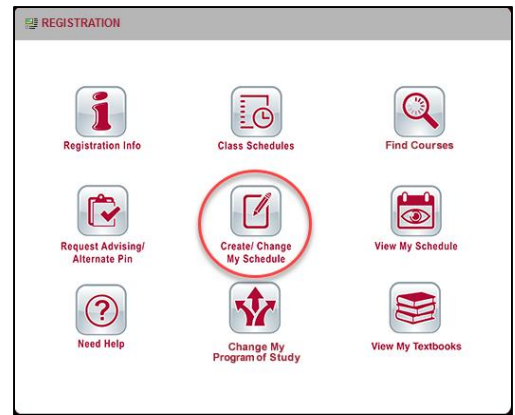 REGISTRATION
Registration Info
Class Schedules
Find Courses
Request Advising/
Alternate Pin
Create/ Change
My Schedule
View My Schedule
Need Help
Change My
Program of Study
View My Textbooks